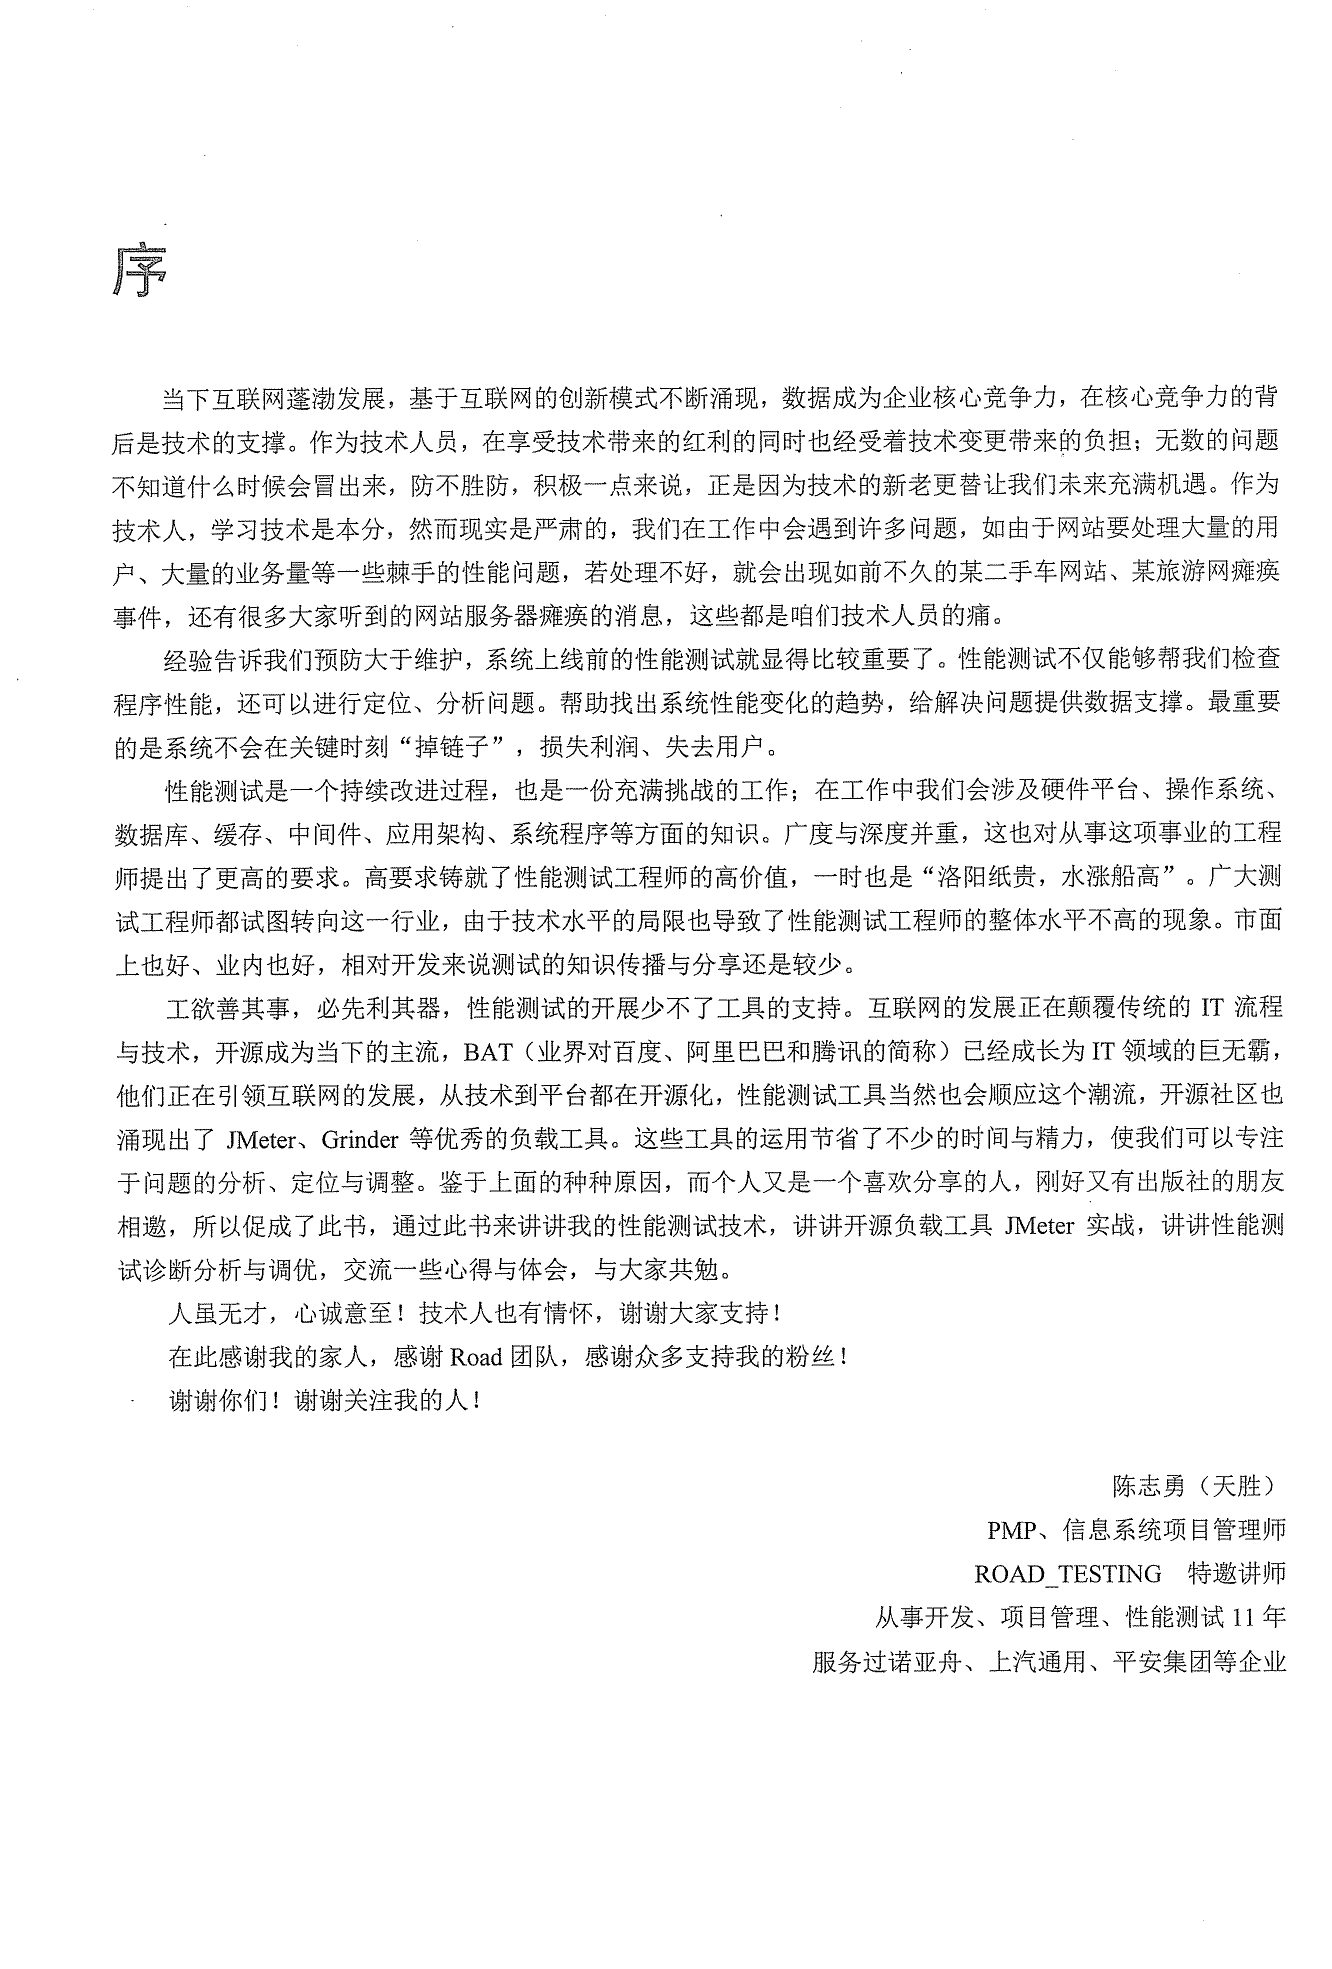 序
当下互联网蓬渤发展，基于互联网的创新模式不断涌现，数据成为企业核心竞争力，在核心竞争力的背
后是技术的支撑。作为技术人员，在享受技术带来的红利的同时也经受着技术变更带来的负担；无数的问题
不知道什么时候会冒出来，防不胜防，积极一点来说，正是因为技术的新老更替让我们未来充满机遇。作为
技术人，学习技术是本分，然而现实是严肃的，我们在工作中会遇到许多问题，如由于网站要处理大量的用
户、大量的业务量等一些棘手的性能问题，若处理不好，就会出现如前不久的某二手车网站、某旅游网瘫痪
事件，还有很多大家听到的网站服务器瘫痪的消息，这些都是咱们技术人员的痛。
经验告诉我们预防大于维护，系统上线前的性能测试就显得比较重要了。性能测试不仅能够帮我们检查
程序性能，还可以进行定位、分析问题。帮助找出系统性能变化的趋势，给解决问题提供数据支撑。最重要
的是系统不会在关键时刻“掉链子”，损失利润、失去用户。
性能测试是一个持续改进过程，也是一份充满挑战的工作；在工作中我们会涉及硬件平台、操作系统、
数据库、缓存、中间件、应用架构、系统程序等方面的知识。广度与深度并重，这也对从事这项事业的工程
师提出了更高的要求。高要求铸就了性能测试工程师的高价值，一时也是“洛阳纸贵，水涨船高”。广大测
试工程师都试图转向这一行业，由于技术水平的局限也导致了性能测试工程师的整体水平不高的现象。市面
上也好、业内也好，相对开发来说测试的知识传播与分享还是较少。
工欲善其事，必先利其器，性能测试的开展少不了工具的支持。互联网的发展正在颠覆传统的 IT 流程
与技术，开源成为当下的主流，BAT（业界对百度、阿里巴巴和腾讯的简称）已经成长为 IT 领域的巨无霸，
他们正在引领互联网的发展，从技术到平台都在开源化，性能测试工具当然也会顺应这个潮流，开源社区也
涌现出了 JMeter、Grinder 等优秀的负载工具。这些工具的运用节省了不少的时间与精力，使我们可以专注
于问题的分析、定位与调整。鉴于上面的种种原因，而个人又是一个喜欢分享的人，刚好又有出版社的朋友
相邀，所以促成了此书，通过此书来讲讲我的性能测试技术，讲讲开源负载工具 JMeter 实战，讲讲性能测
试诊断分析与调优，交流一些心得与体会，与大家共勉。
人虽无才，心诚意至！技术人也有情怀，谢谢大家支持！
在此感谢我的家人，感谢 Road 团队，感谢众多支持我的粉丝！
谢谢你们！谢谢关注我的人！
陈志勇（天胜）
PMP、信息系统项目管理师
ROAD_TESTING 特邀讲师
从事开发、项目管理、性能测试 11 年
服务过诺亚舟、上汽通用、平安集团等企业